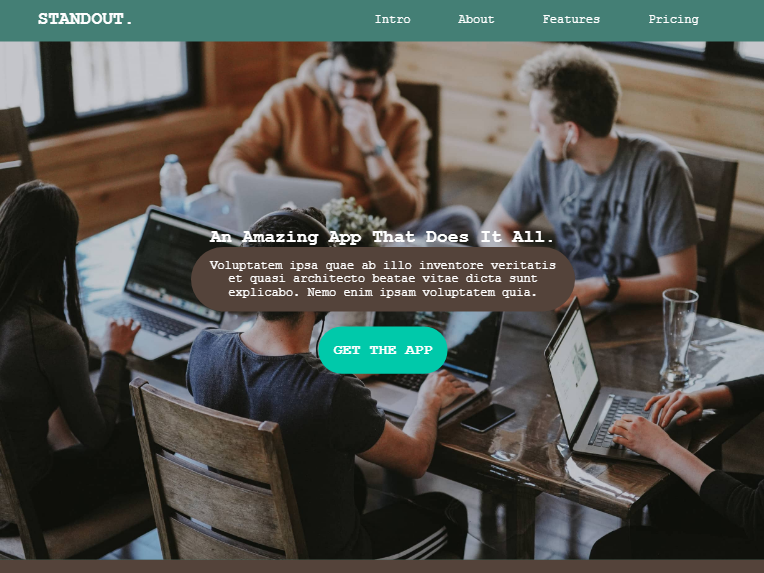 STANDOUT.
Intro About Features Pricing
An Amazing App That Does It All.
Voluptatem ipsa quae ab illo inventore veritatis
et quasi architecto beatae vitae dicta sunt
explicabo. Nemo enim ipsam voluptatem quia.
GET THE APP